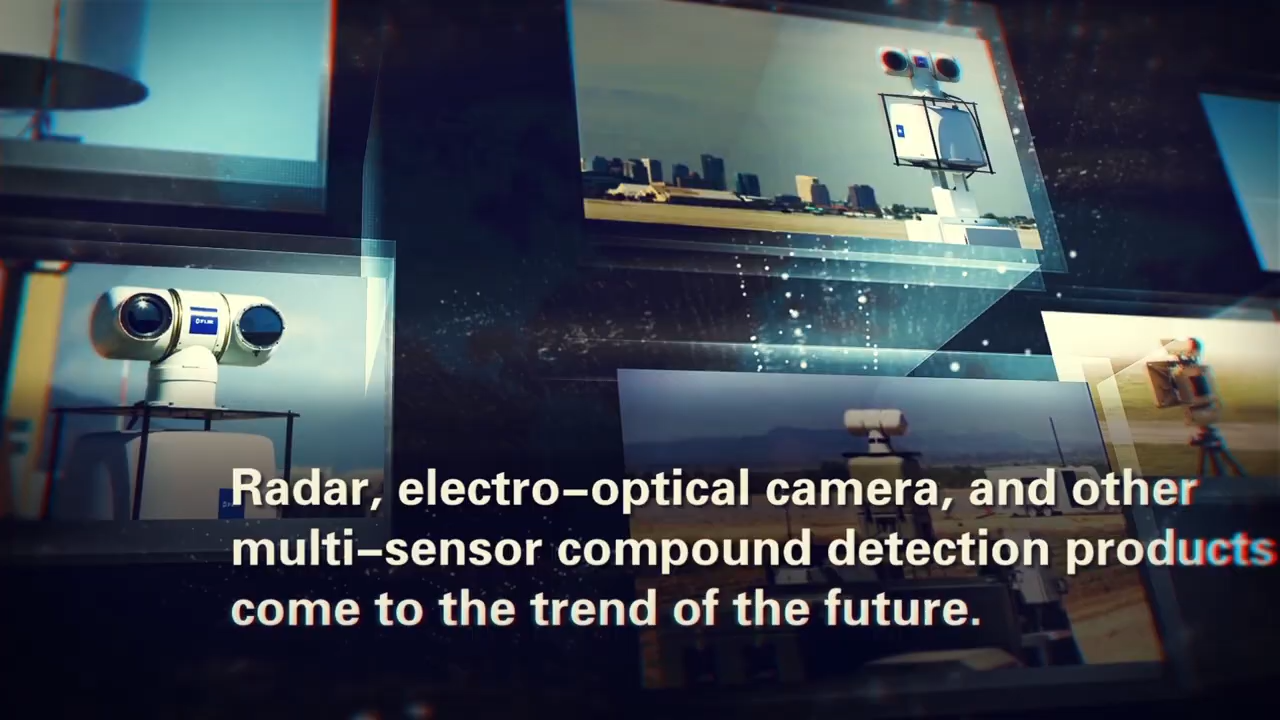 Radar, electro-optical camera, and other
multi-sensor compound detection products
come to the trend of the future.